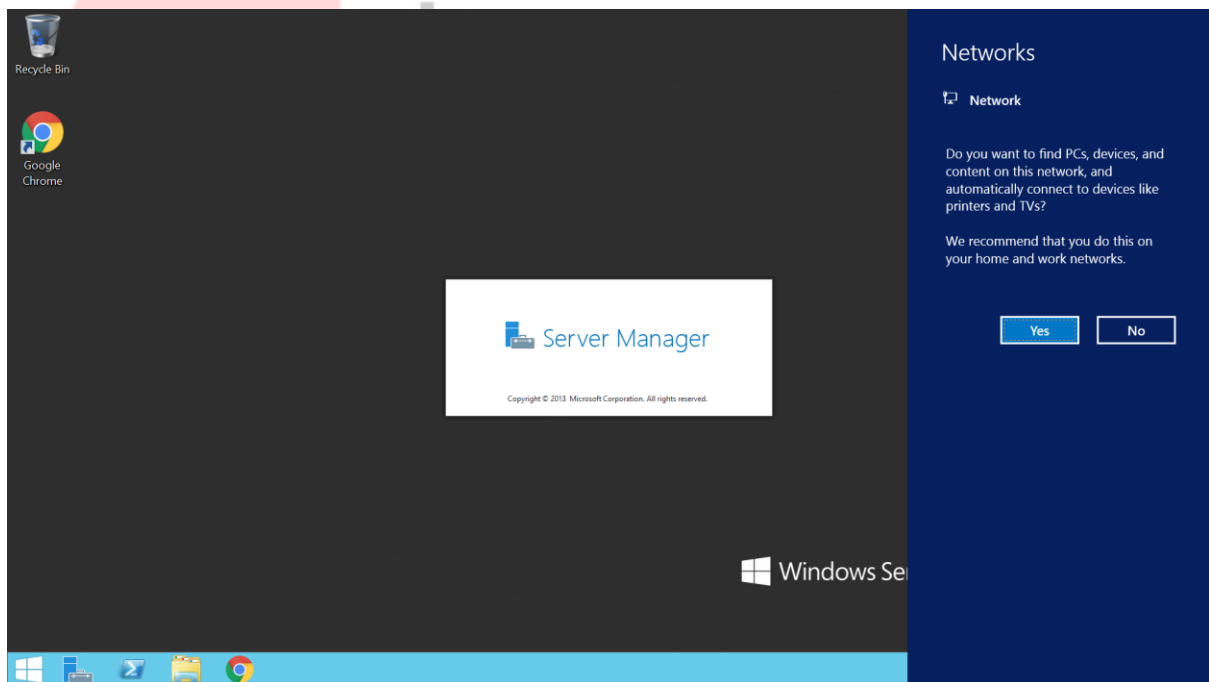 Recycle Bin
Google
Chrome
Server Manager
Copyright © 2013 Microsoft Corporation. All rights reserved.
Windows Ser
Networks
Network
Do you want to find PCs, devices, and
content on this network, and
automatically connect to devices like
printers and TVs?
We recommend that you do this on
your home and work networks.
Yes
No